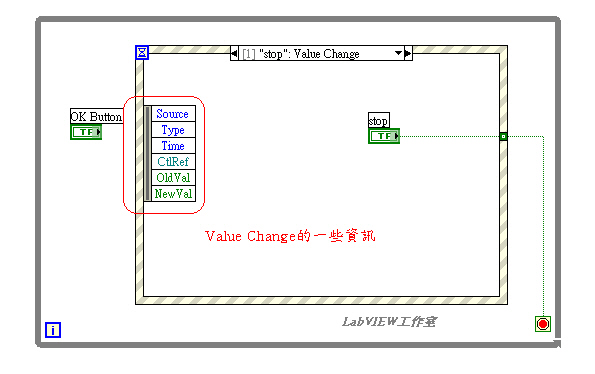 [1] "stop": Value Change
OK Button
TF
Source
Type
Time
CtlRef
OldVal
NewVal
stop
TF
Value Change的一些資訊
LabVIEW工作室
i